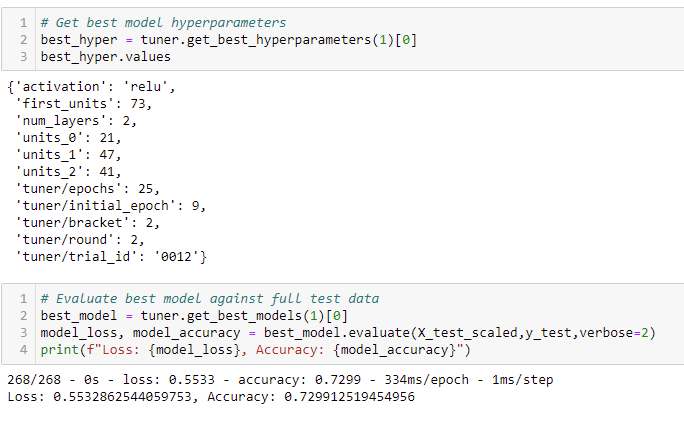 1 # Get best model hyperparameters
2 best_hyper = tuner.get_best_hyperparameters(1)[0]
3 best_hyper.values
{'activation': 'relu',
'first_units': 73,
'num_layers': 2,
'units_0': 21,
'units_1': 47,
'units_2': 41,
'tuner/epochs': 25,
'tuner/initial_epoch': 9,
'tuner/bracket': 2,
'tuner/round': 2,
'tuner/trial_id': '0012'}
1 # Evaluate best model against full test data
2 best_model = tuner.get_best_models(1)[0]
3 model_loss, model_accuracy = best_model.evaluate(X_test_scaled,y_test,verbose=2)
4 print(f"Loss: {model_loss}, Accuracy: {model_accuracy}")
268/268 - 0s - loss: 0.5533 - accuracy: 0.7299 - 334ms/epoch - 1ms/step
Loss: 0.5532862544059753, Accuracy: 0.729912519454956